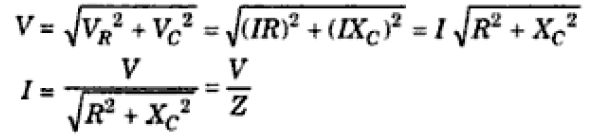 V = √(V_R² + V_C²) = √((IR)² + (IX_C)²) = I √(R² + X_C²)
I = V / √(R² + X_C²) = V / Z